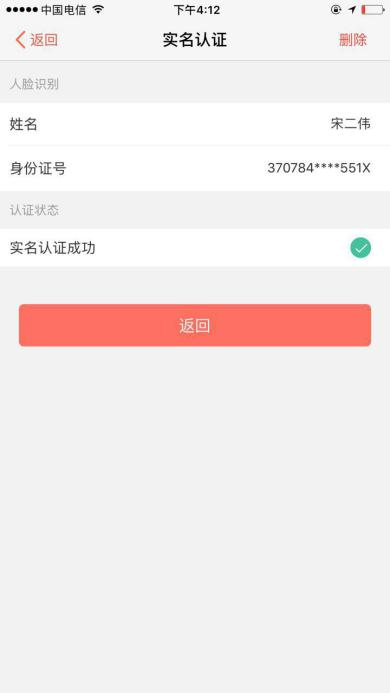 中国电信 下午4:12
返回 实名认证 删除
人脸识别
姓名 宋二伟
身份证号 370784****551X
认证状态
实名认证成功
返回